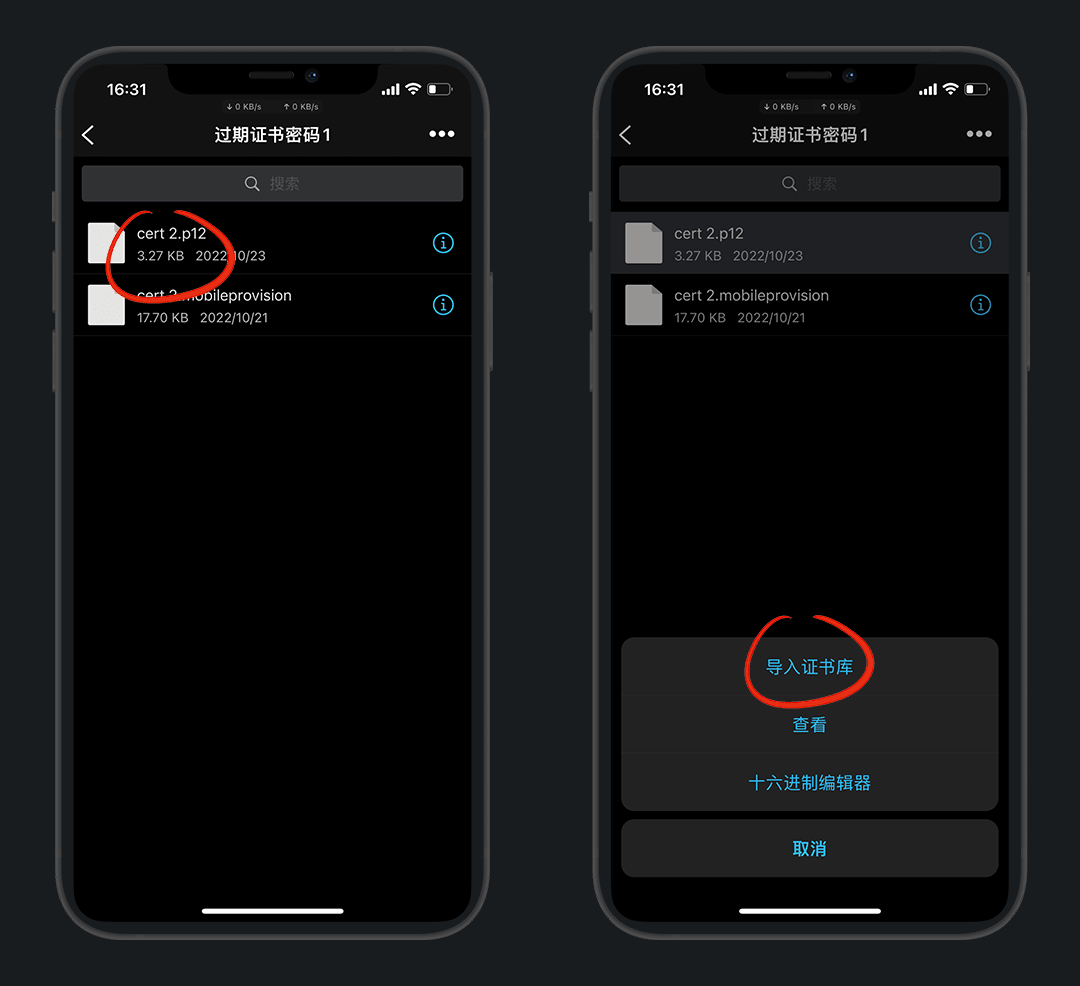 16:31
↓ 0 KB/s ↑ 0 KB/s
过期证书密码1
搜索
cert 2.p12
3.27 KB 2022/10/23
cert 2.mobileprovision
17.70 KB 2022/10/21
16:31
↓ 0 KB/s ↑ 0 KB/s
过期证书密码1
搜索
cert 2.p12
3.27 KB 2022/10/23
cert 2.mobileprovision
17.70 KB 2022/10/21
导入证书库
查看
十六进制编辑器
取消